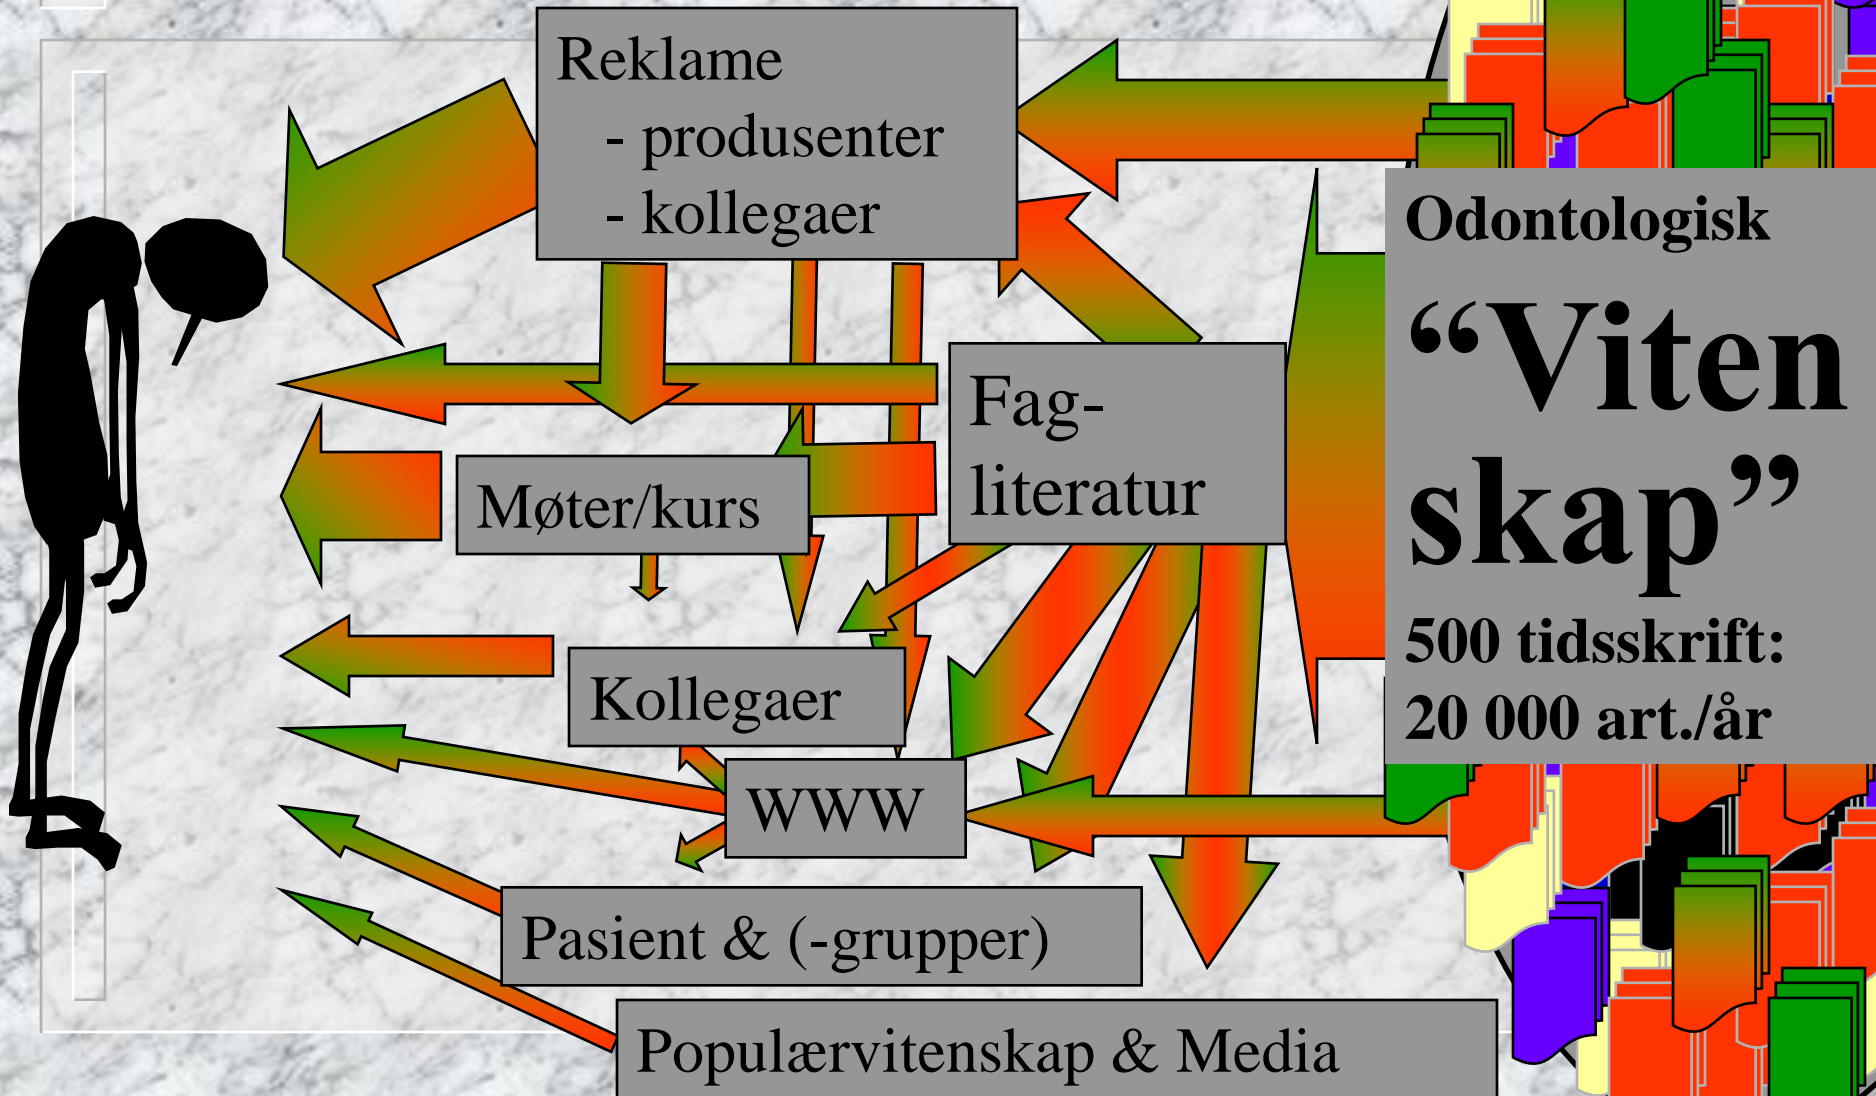 Reklame
- produsenter
- kollegaer
Odontologisk
“Viten
skap”
500 tidsskrift:
20 000 art./år
Fag-
literatur
Møter/kurs
Kollegaer
WWW
Pasient & (-grupper)
Populærvitenskap & Media